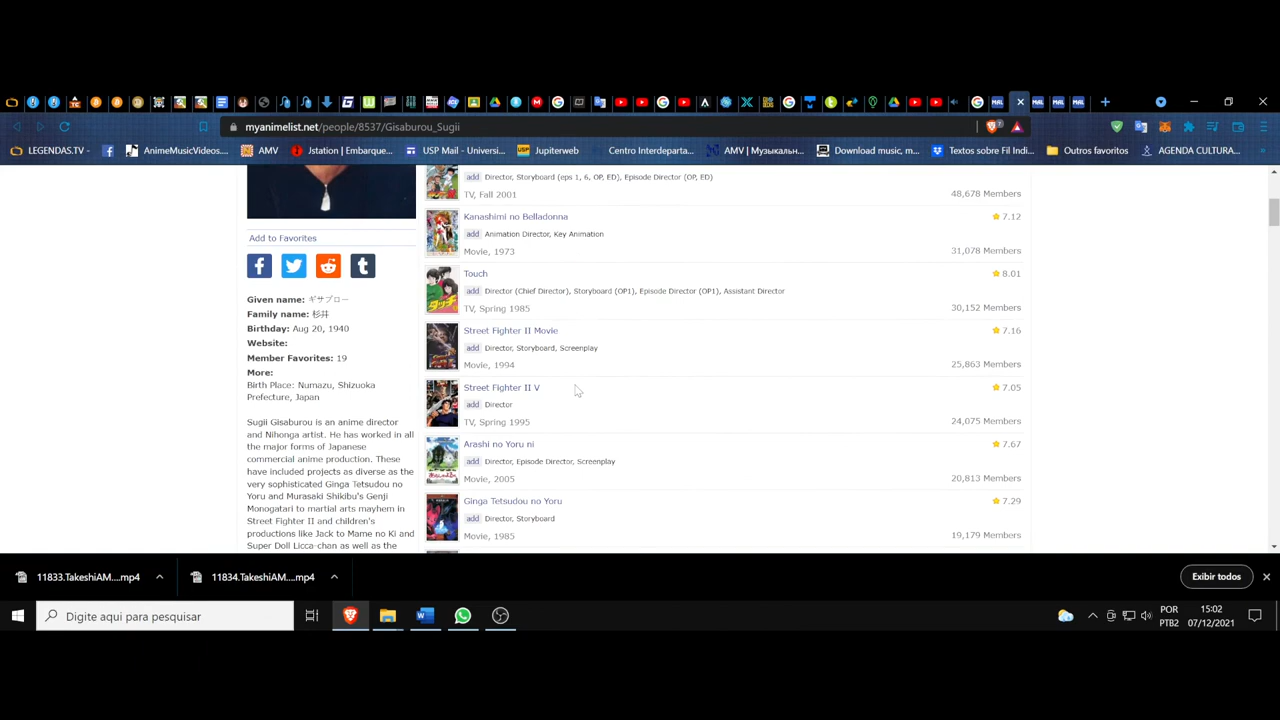 myanimelist.net/people/8537/Gisaburou_Sugii
LEGENDAS.TV -
AnimeMusicVideos...
AMV
Jstation | Embarque...
USP Mail - Universi...
Jupiterweb
Centro Interdeparta...
AMV | Музыкальн...
Download music, m...
Textos sobre Fil Indi...
Outros favoritos
AGENDA CULTURA...
add Director, Storyboard (eps 1, 6, OP, ED), Episode Director (OP, ED)
TV, Fall 2001
48,678 Members
Kanashimi no Belladonna
7.12
add Animation Director, Key Animation
Movie, 1973
31,078 Members
Touch
8.01
add Director (Chief Director), Storyboard (OP1), Episode Director (OP1), Assistant Director
TV, Spring 1985
30,152 Members
Street Fighter II Movie
7.16
add Director, Storyboard, Screenplay
Movie, 1994
25,863 Members
Street Fighter II V
7.05
add Director
TV, Spring 1995
24,075 Members
Arashi no Yoru ni
7.67
add Director, Episode Director, Screenplay
Movie, 2005
20,813 Members
Ginga Tetsudou no Yoru
7.29
add Director, Storyboard
Movie, 1985
19,179 Members
Add to Favorites
Given name: ギサブロー
Family name: 杉井
Birthday: Aug 20, 1940
Website:
Member Favorites: 19
More:
Birth Place: Numazu, Shizuoka
Prefecture, Japan
Sugii Gisaburou is an anime director
and Nihonga artist. He has worked in all
the major forms of Japanese
commercial anime production. These
have included projects as diverse as the
very sophisticated Ginga Tetsudou no
Yoru and Murasaki Shikibu's Genji
Monogatari to martial arts mayhem in
Street Fighter II and children's
productions like Jack to Mame no Ki and
Super Doll Licca-chan as well as the
11833.TakeshiAM....mp4
11834.TakeshiAM....mp4
Exibir todos
Digite aqui para pesquisar
POR
PTB2
15:02
07/12/2021